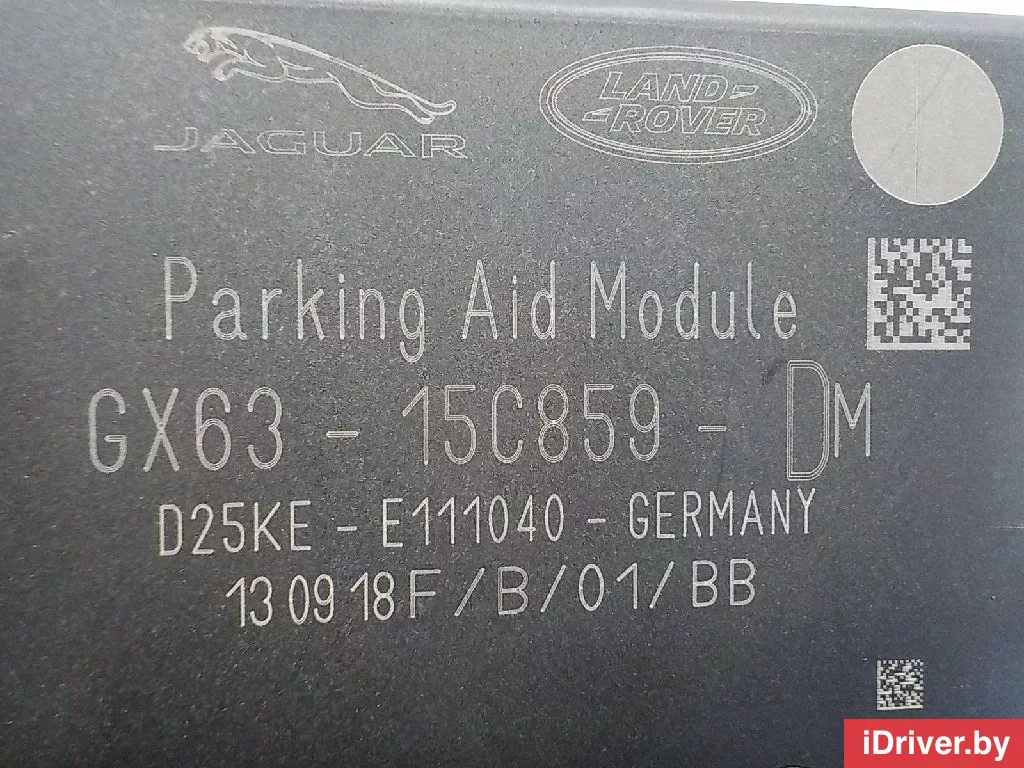 JAGUAR
LAND
ROVER
Parking Aid Module
GX63 - 15C859 - DM
D25KE - E111040 - GERMANY
13 09 18 F/B/01/BB
iDriver.by